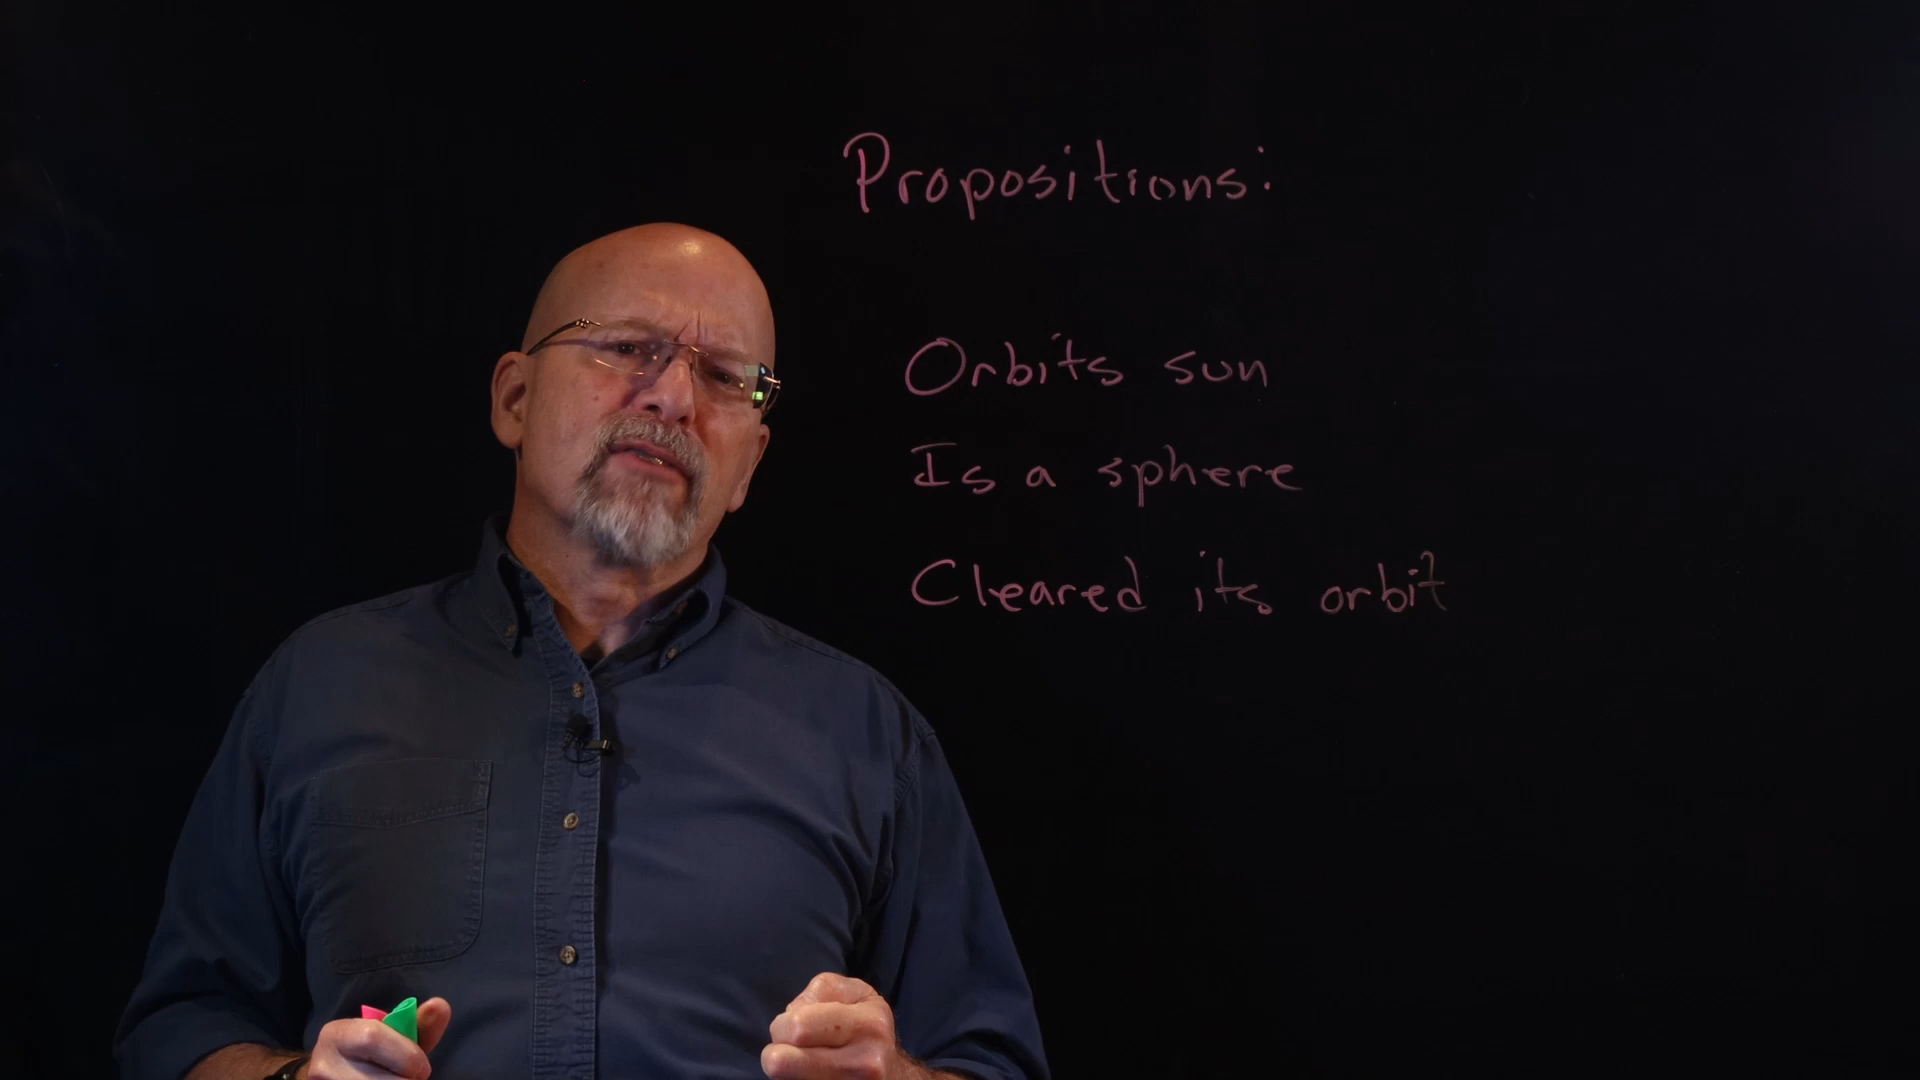 Propositions:
Orbits sun
Is a sphere
Cleared its orbit